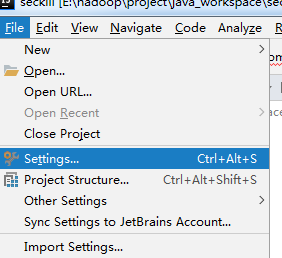 seckill [E:\hadoop\project\java_workspace\sec
File Edit View Navigate Code Analyze R
New
Open...
Open URL...
Open Recent
Close Project
Settings... Ctrl+Alt+S
Project Structure... Ctrl+Alt+Shift+S
Other Settings
Sync Settings to JetBrains Account...
Import Settings...